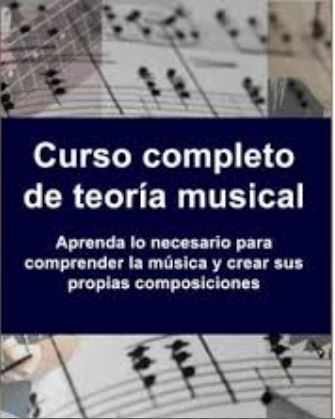 Curso completo
de teoría musical
Aprenda lo necesario para
comprender la música y crear sus
propias composiciones